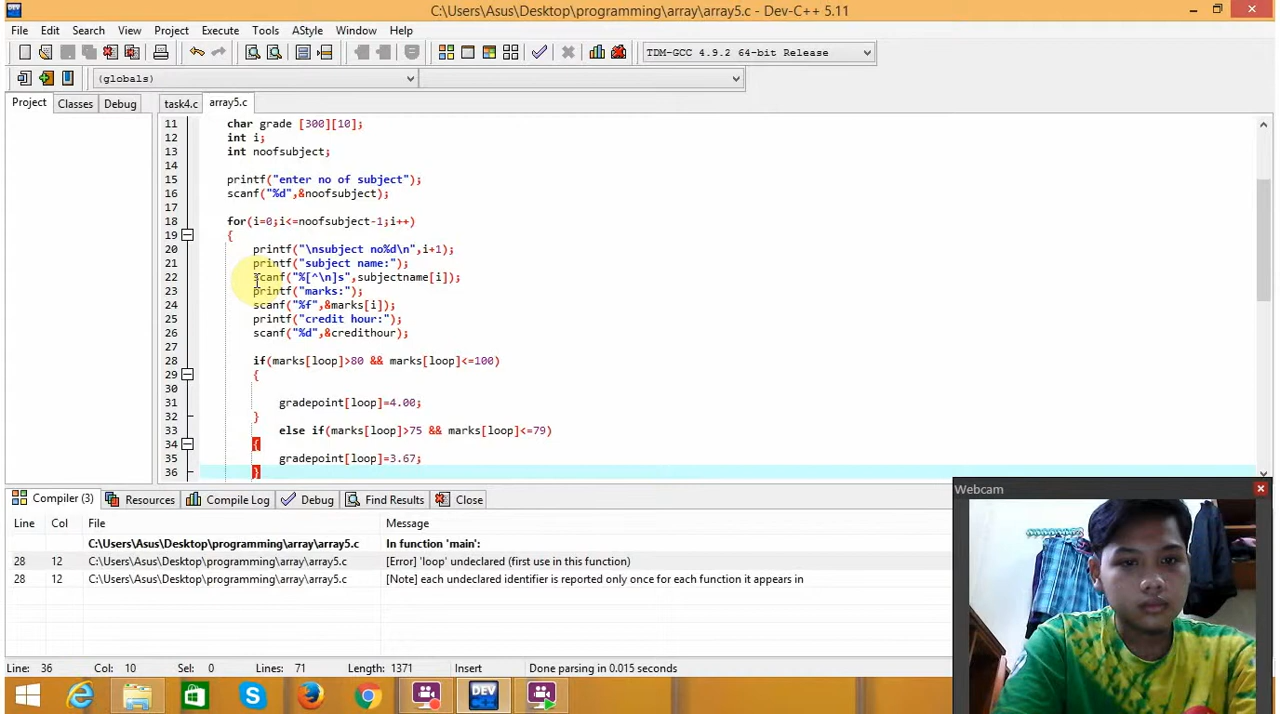 C:\Users\Asus\Desktop\programming\array\array5.c - Dev-C++ 5.11
File Edit Search View Project Execute Tools AStyle Window Help
TDM-GCC 4.9.2 64-bit Release
(globals)
Project Classes Debug task4.c array5.c
11 char grade [300][10];
12 int i;
13 int noofsubject;
14
15 printf("enter no of subject");
16 scanf("%d",&noofsubject);
17
18 for(i=0;i<=noofsubject-1;i++)
19 {
20 printf("\nsubject no%d\n",i+1);
21 printf("subject name:");
22 scanf("%[^\n]s",subjectname[i]);
23 printf("marks:");
24 scanf("%f",&marks[i]);
25 printf("credit hour:");
26 scanf("%d",&credithour);
27
28 if(marks[loop]>80 && marks[loop]<=100)
29 {
30
31 gradepoint[loop]=4.00;
32 }
33 else if(marks[loop]>75 && marks[loop]<=79)
34 {
35 gradepoint[loop]=3.67;
36 }
Compiler (3) Resources Compile Log Debug Find Results Close
Webcam
Line Col File Message
C:\Users\Asus\Desktop\programming\array\array5.c In function 'main':
28 12 C:\Users\Asus\Desktop\programming\array\array5.c [Error] 'loop' undeclared (first use in this function)
28 12 C:\Users\Asus\Desktop\programming\array\array5.c [Note] each undeclared identifier is reported only once for each function it appears in
Line: 36 Col: 10 Sel: 0 Lines: 71 Length: 1371 Insert Done parsing in 0.015 seconds
DEV